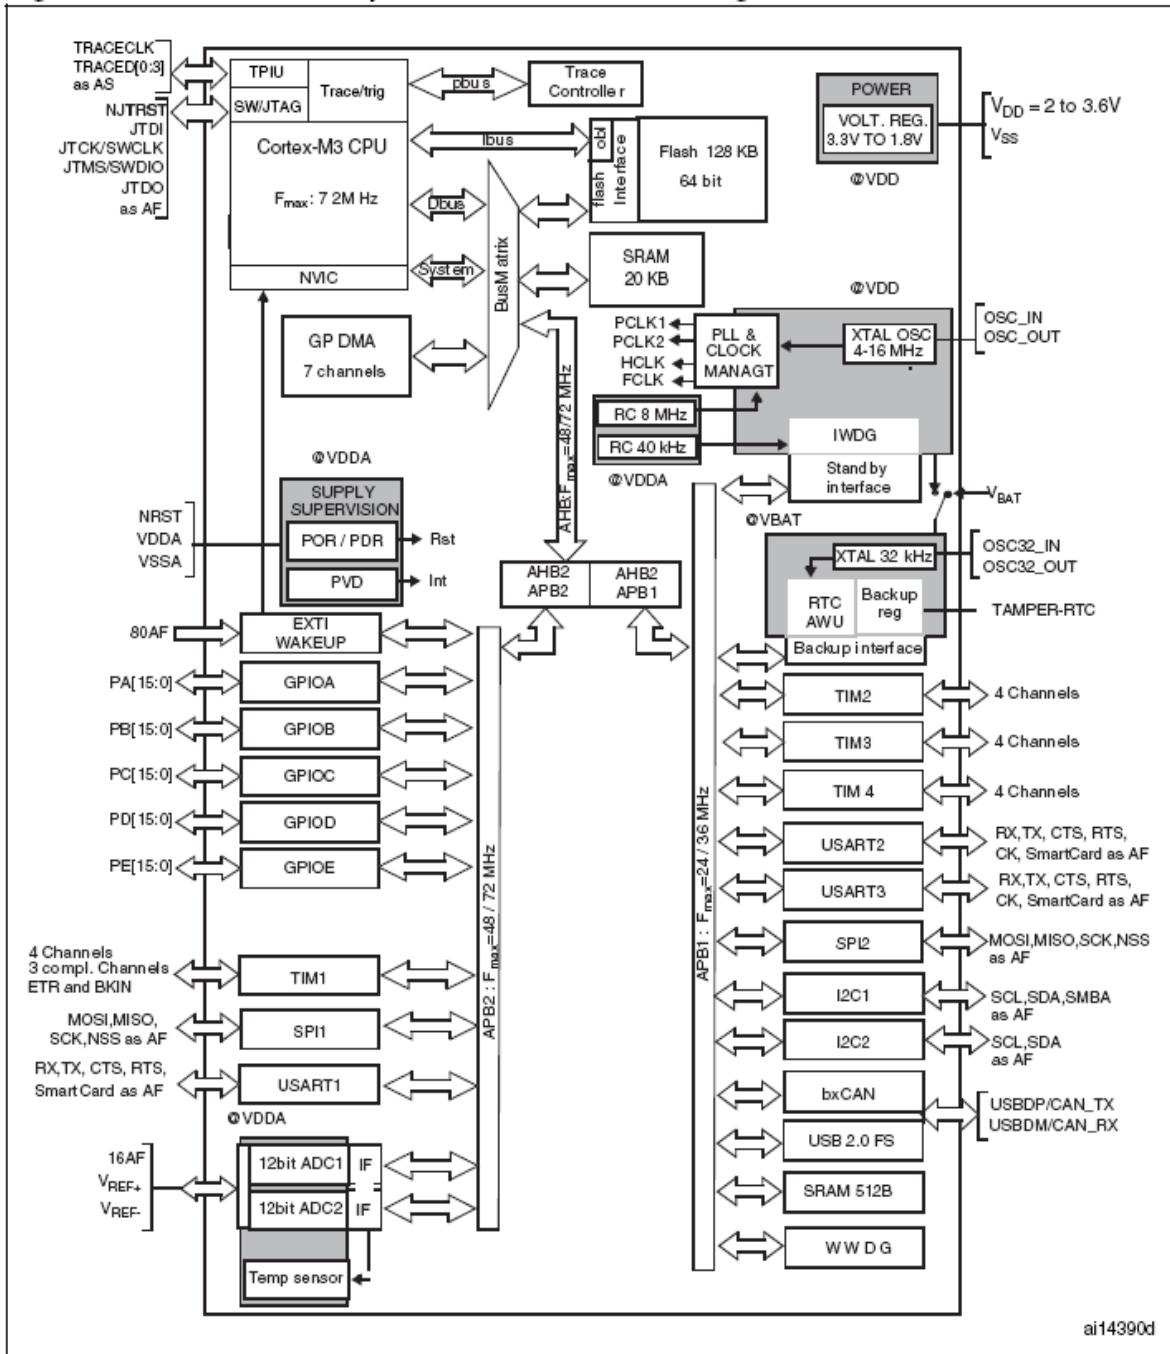 TRACECLK
TRACED[0:3]
as AS
NJTRST
JTDI
JTCK/SWCLK
JTMS/SWDIO
JTDO
as AF
TPIU
SW/JTAG
Trace/trig
Cortex-M3 CPU
Fmax : 7 2M Hz
NVIC
pbus
Ibus
Dbus
System
BusM atrix
Trace
Controlle r
obl
flash
Interface
Flash 128 KB
64 bit
SRAM
20 KB
POWER
VOLT. REG.
3.3V TO 1.8V
@VDD
VDD = 2 to 3.6V
VSS
GP DMA
7 channels
AHB:Fmax=48/72 MHz
@VDD
PCLK1
PCLK2
HCLK
FCLK
PLL &
CLOCK
MANAGT
XTAL OSC
4-16 MHz
OSC_IN
OSC_OUT
RC 8 MHz
RC 40 kHz
@VDDA
IWDG
Stand by
interface
VBAT
@VBAT
@VDDA
SUPPLY
SUPERVISION
POR / PDR
PVD
Rst
Int
NRST
VDDA
VSSA
AHB2
APB2
AHB2
APB1
XTAL 32 kHz
OSC32_IN
OSC32_OUT
RTC
AWU
Backup
reg
TAMPER-RTC
Backup interface
80AF
EXTI
WAKEUP
PA[15:0]
GPIOA
PB[15:0]
GPIOB
PC[15:0]
GPIOC
PD[15:0]
GPIOD
PE[15:0]
GPIOE
4 Channels
3 compl. Channels
ETR and BKIN
TIM1
MOSI,MISO,
SCK,NSS as AF
SPI1
RX,TX, CTS, RTS,
SmartCard as AF
USART1
@VDDA
16AF
VREF+
VREF-
12bit ADC1
IF
12bit ADC2
IF
Temp sensor
APB2 : Fmax=48 / 72 MHz
APB1 : Fmax=24 / 36 MHz
TIM2
4 Channels
TIM3
4 Channels
TIM 4
4 Channels
USART2
RX,TX, CTS, RTS,
CK, SmartCard as AF
USART3
RX,TX, CTS, RTS,
CK, SmartCard as AF
SPI2
MOSI,MISO,SCK,NSS
as AF
I2C1
SCL,SDA,SMBA
as AF
I2C2
SCL,SDA
as AF
bxCAN
USB 2.0 FS
USBDP/CAN_TX
USBDM/CAN_RX
SRAM 512B
W W D G
ai14390d